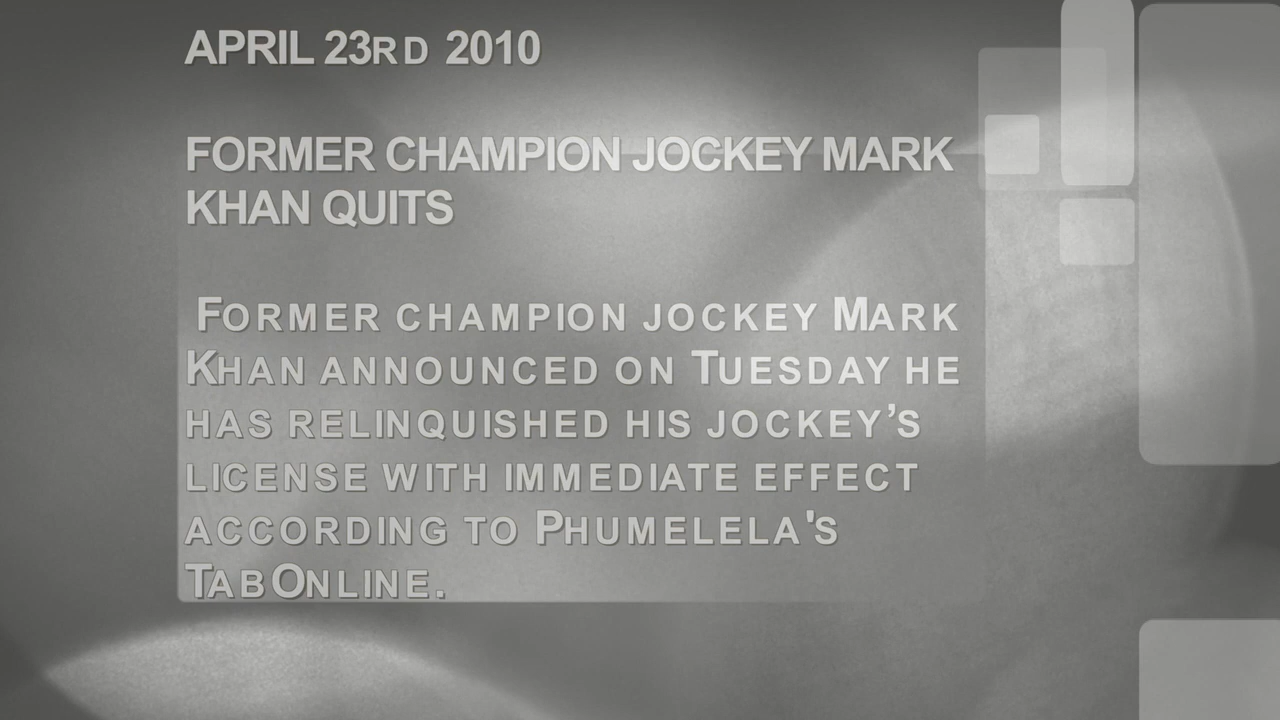 APRIL 23RD 2010
FORMER CHAMPION JOCKEY MARK
KHAN QUITS
Former champion jockey Mark
Khan announced on Tuesday he
has relinquished his jockey’s
license with immediate effect
according to Phumelela's
TabOnline.